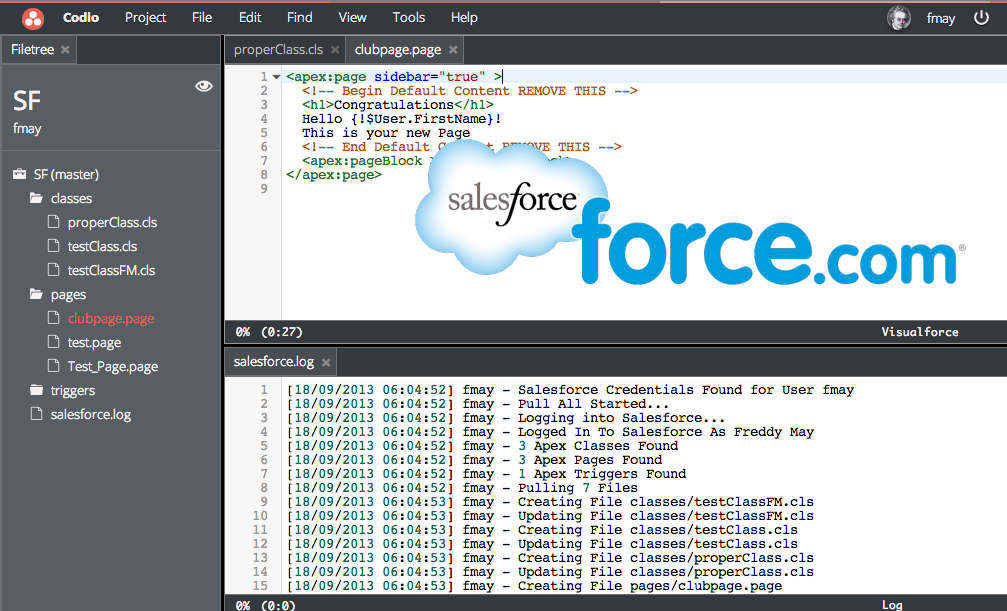 Codio Project File Edit Find View Tools Help fmay
Filetree ×
SF
fmay
SF (master)
classes
properClass.cls
testClass.cls
testClassFM.cls
pages
clubpage.page
test.page
Test_Page.page
triggers
salesforce.log
properClass.cls × clubpage.page ×
1 <apex:page sidebar="true" >
2 <!-- Begin Default Content REMOVE THIS -->
3 <h1>Congratulations</h1>
4 Hello {!$User.FirstName}!
5 This is your new Page
6 <!-- End Default Content REMOVE THIS -->
7 <apex:pageBlock
8 </apex:page>
9
salesforce
force.com®
0% (0:27) Visualforce
salesforce.log ×
1 [18/09/2013 06:04:52] fmay - Salesforce Credentials Found for User fmay
2 [18/09/2013 06:04:52] fmay - Pull All Started...
3 [18/09/2013 06:04:52] fmay - Logging into Salesforce...
4 [18/09/2013 06:04:52] fmay - Logged In To Salesforce As Freddy May
5 [18/09/2013 06:04:52] fmay - 3 Apex Classes Found
6 [18/09/2013 06:04:52] fmay - 3 Apex Pages Found
7 [18/09/2013 06:04:52] fmay - 1 Apex Triggers Found
8 [18/09/2013 06:04:52] fmay - Pulling 7 Files
9 [18/09/2013 06:04:53] fmay - Creating File classes/testClassFM.cls
10 [18/09/2013 06:04:53] fmay - Updating File classes/testClassFM.cls
11 [18/09/2013 06:04:53] fmay - Creating File classes/testClass.cls
12 [18/09/2013 06:04:53] fmay - Updating File classes/testClass.cls
13 [18/09/2013 06:04:53] fmay - Creating File classes/properClass.cls
14 [18/09/2013 06:04:53] fmay - Updating File classes/properClass.cls
15 [18/09/2013 06:04:53] fmay - Creating File pages/clubpage.page
0% (0:0) Log